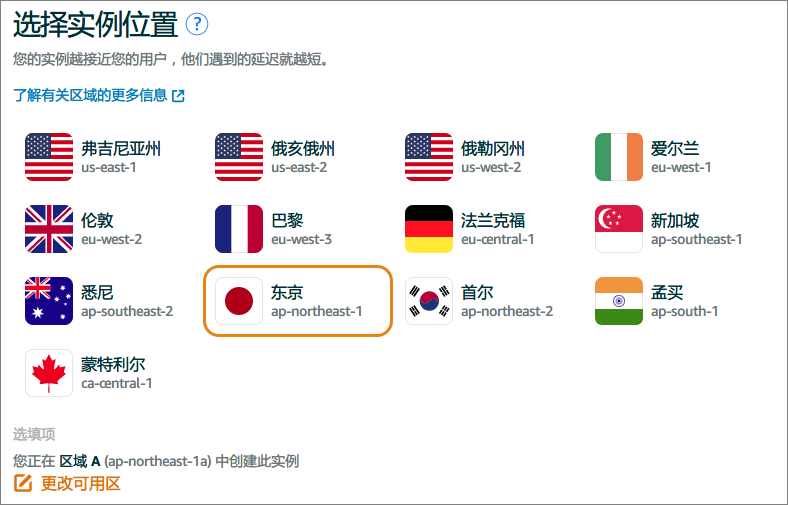 选择实例位置 ?
您的实例越接近您的用户，他们遇到的延迟就越短。
了解有关区域的更多信息
弗吉尼亚州
us-east-1
俄亥俄州
us-east-2
俄勒冈州
us-west-2
爱尔兰
eu-west-1
伦敦
eu-west-2
巴黎
eu-west-3
法兰克福
eu-central-1
新加坡
ap-southeast-1
悉尼
ap-southeast-2
东京
ap-northeast-1
首尔
ap-northeast-2
孟买
ap-south-1
蒙特利尔
ca-central-1
选填项
您正在 区域 A (ap-northeast-1a) 中创建此实例
更改可用区